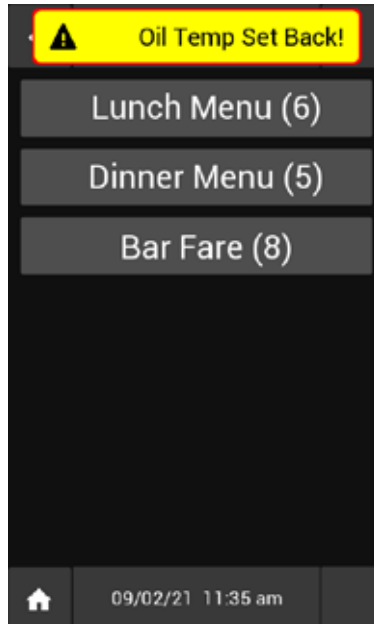 Oil Temp Set Back!
Lunch Menu (6)
Dinner Menu (5)
Bar Fare (8)
09/02/21 11:35 am